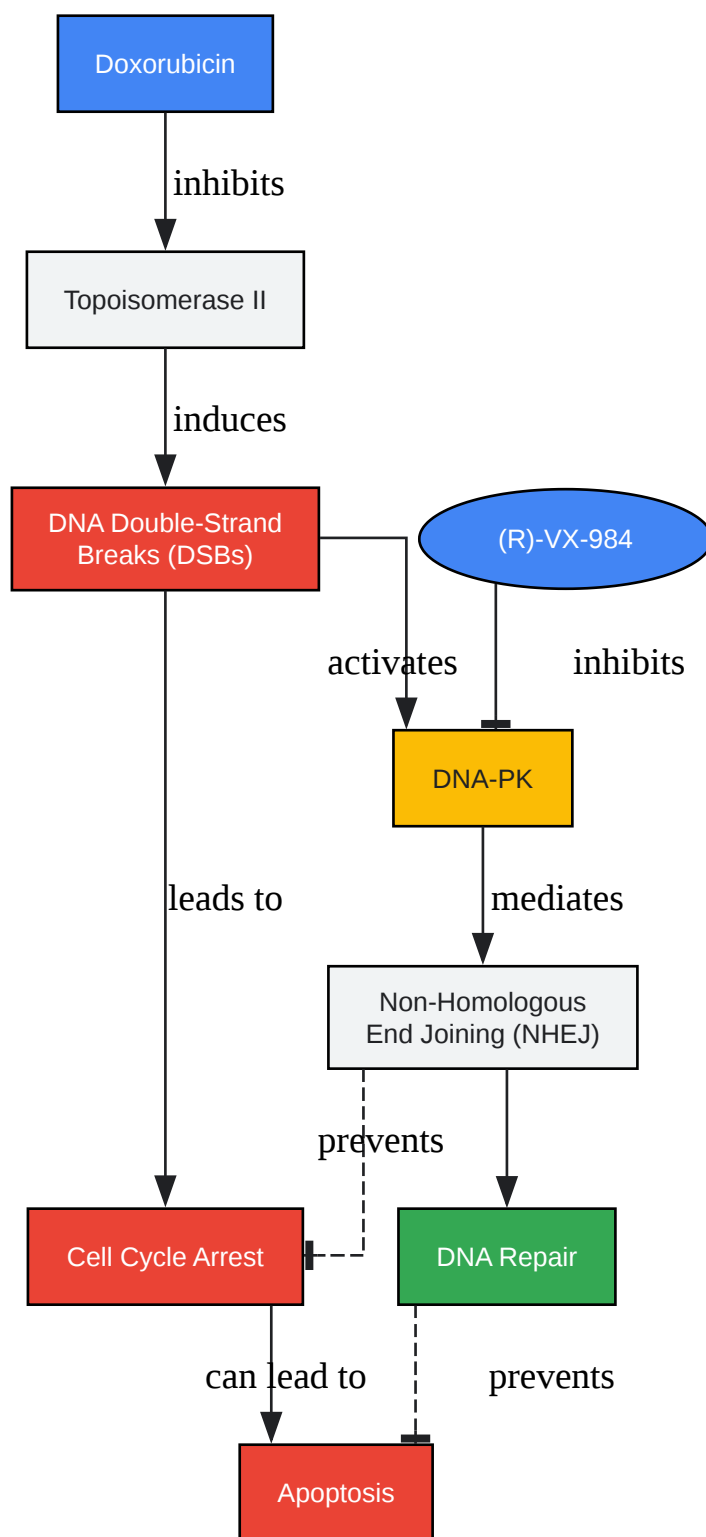 Doxorubicin
inhibits
Topoisomerase II
induces
DNA Double-Strand
Breaks (DSBs)
(R)-VX-984
activates
inhibits
DNA-PK
leads to
mediates
Non-Homologous
End Joining (NHEJ)
prevents
Cell Cycle Arrest
DNA Repair
can lead to
prevents
Apoptosis